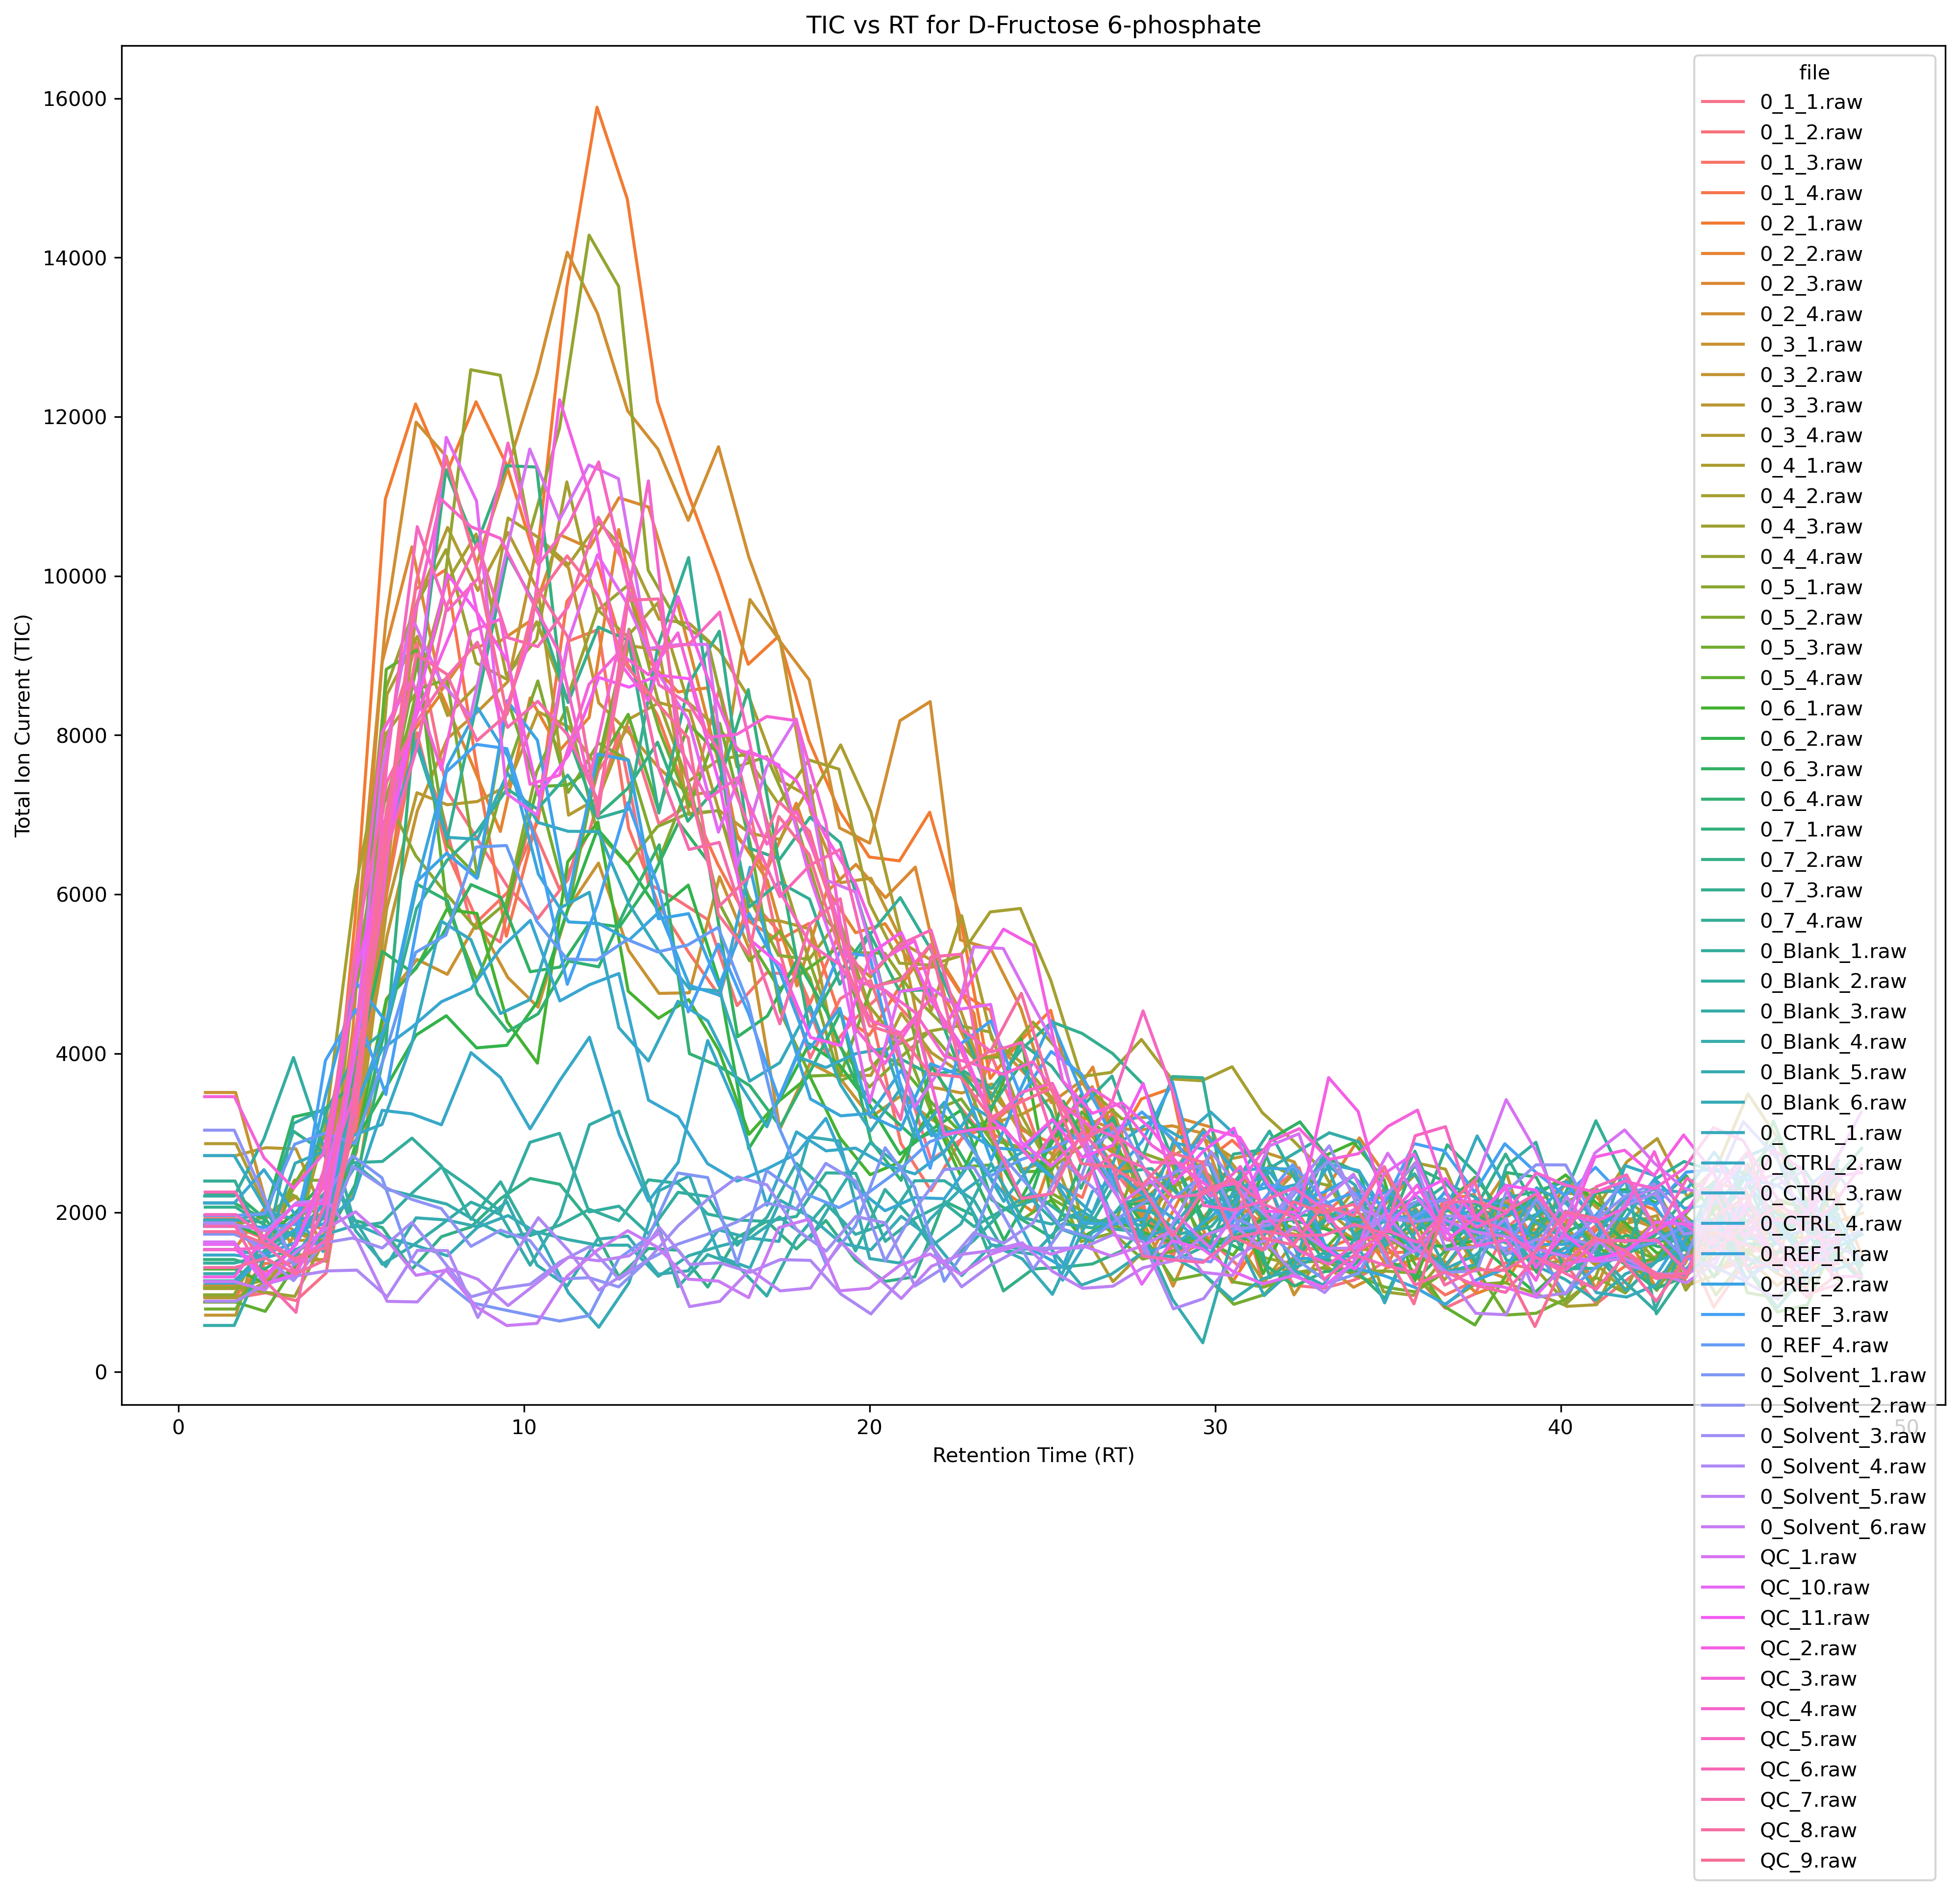 TIC vs RT for D-Fructose 6-phosphate
Total Ion Current (TIC)
16000
14000
12000
10000
8000
6000
4000
2000
0
0
10
20
30
40
50
Retention Time (RT)
file
0_1_1.raw
0_1_2.raw
0_1_3.raw
0_1_4.raw
0_2_1.raw
0_2_2.raw
0_2_3.raw
0_2_4.raw
0_3_1.raw
0_3_2.raw
0_3_3.raw
0_3_4.raw
0_4_1.raw
0_4_2.raw
0_4_3.raw
0_4_4.raw
0_5_1.raw
0_5_2.raw
0_5_3.raw
0_5_4.raw
0_6_1.raw
0_6_2.raw
0_6_3.raw
0_6_4.raw
0_7_1.raw
0_7_2.raw
0_7_3.raw
0_7_4.raw
0_Blank_1.raw
0_Blank_2.raw
0_Blank_3.raw
0_Blank_4.raw
0_Blank_5.raw
0_Blank_6.raw
0_CTRL_1.raw
0_CTRL_2.raw
0_CTRL_3.raw
0_CTRL_4.raw
0_REF_1.raw
0_REF_2.raw
0_REF_3.raw
0_REF_4.raw
0_Solvent_1.raw
0_Solvent_2.raw
0_Solvent_3.raw
0_Solvent_4.raw
0_Solvent_5.raw
0_Solvent_6.raw
QC_1.raw
QC_10.raw
QC_11.raw
QC_2.raw
QC_3.raw
QC_4.raw
QC_5.raw
QC_6.raw
QC_7.raw
QC_8.raw
QC_9.raw